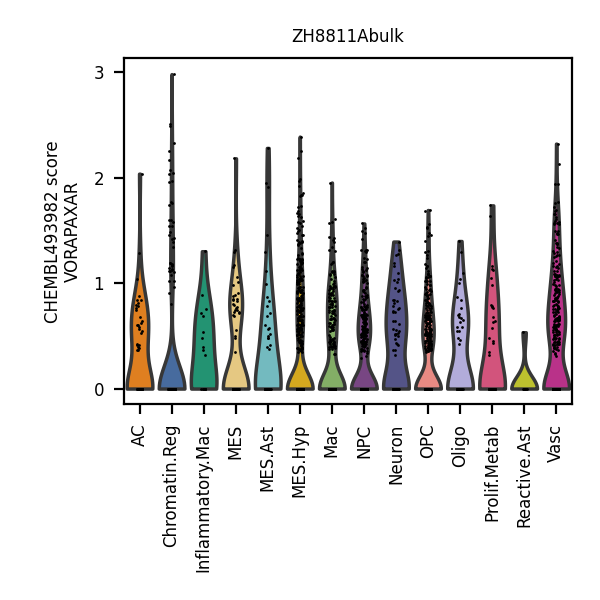 ZH8811Abulk
CHEMBL493982 score
VORAPAXAR
3
2
1
0
AC
Chromatin.Reg
Inflammatory.Mac
MES
MES.Ast
MES.Hyp
Mac
NPC
Neuron
OPC
Oligo
Prolif.Metab
Reactive.Ast
Vasc